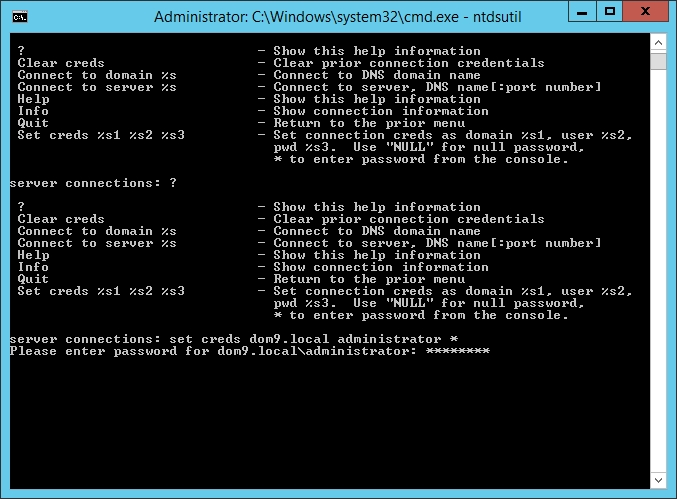 Administrator: C:\Windows\system32\cmd.exe - ntdsutil
C:\.
? - Show this help information
Clear creds - Clear prior connection credentials
Connect to domain %s - Connect to DNS domain name
Connect to server %s - Connect to server, DNS name[:port number]
Help - Show this help information
Info - Show connection information
Quit - Return to the prior menu
Set creds %s1 %s2 %s3 - Set connection creds as domain %s1, user %s2,
pwd %s3.  Use "NULL" for null password,
* to enter password from the console.
server connections: ?
? - Show this help information
Clear creds - Clear prior connection credentials
Connect to domain %s - Connect to DNS domain name
Connect to server %s - Connect to server, DNS name[:port number]
Help - Show this help information
Info - Show connection information
Quit - Return to the prior menu
Set creds %s1 %s2 %s3 - Set connection creds as domain %s1, user %s2,
pwd %s3.  Use "NULL" for null password,
* to enter password from the console.
server connections: set creds dom9.local administrator *
Please enter password for dom9.local\administrator: ********